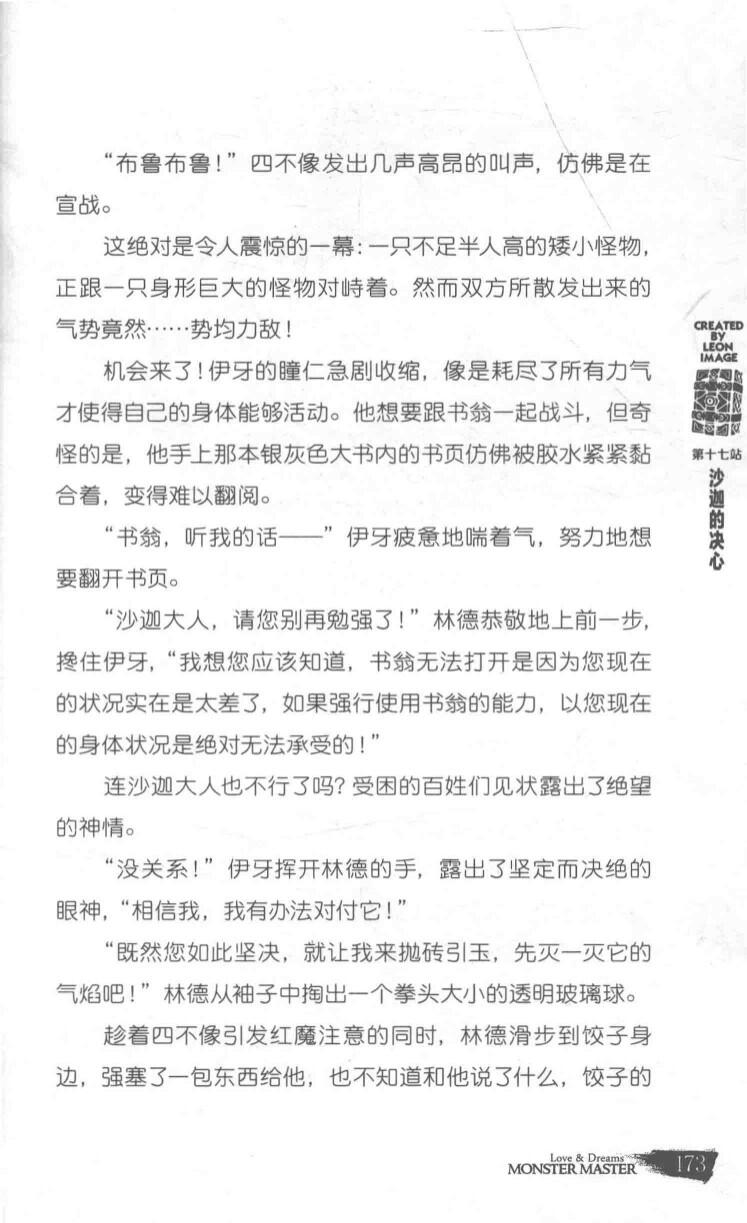 “布鲁布鲁！”四不像发出几声高昂的叫声，仿佛是在
宣战。
这绝对是令人震惊的一幕：一只不足半人高的矮小怪物，
正跟一只身形巨大的怪物对峙着。然而双方所散发出来的
气势竟然……势均力敌！
机会来了！伊牙的瞳仁急剧收缩，像是耗尽了所有力气
才使得自己的身体能够活动。他想要跟书翁一起战斗，但奇
怪的是，他手上那本银灰色大书内的书页仿佛被胶水紧紧黏
合着，变得难以翻阅。
“书翁，听我的话——”伊牙疲惫地喘着气，努力地想
要翻开书页。
“沙迦大人，请您别再勉强了！”林德恭敬地上前一步，
搀住伊牙，“我想您应该知道，书翁无法打开是因为您现在
的状况实在是太差了，如果强行使用书翁的能力，以您现在
的身体状况是绝对无法承受的！”
连沙迦大人也不行了吗？受困的百姓们见状露出了绝望
的神情。
“没关系！”伊牙挥开林德的手，露出了坚定而决绝的
眼神，“相信我，我有办法对付它！”
“既然您如此坚决，就让我来抛砖引玉，先灭一灭它的
气焰吧！”林德从袖子中掏出一个拳头大小的透明玻璃球。
趁着四不像引发红魔注意的同时，林德滑步到饺子身
边，强塞了一包东西给他，也不知道和他说了什么，饺子的
CREATED
BY
LEON
IMAGE
第十七站
沙迦的决心
Love & Dreams
MONSTER MASTER
173